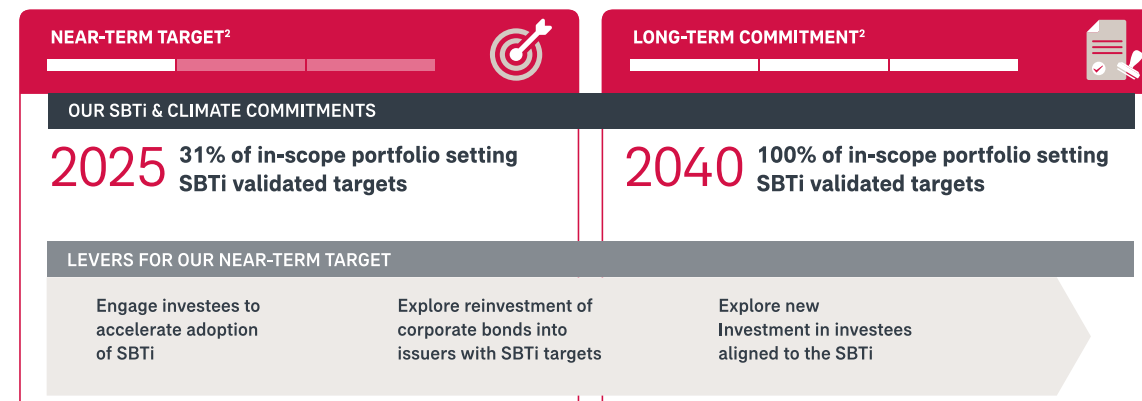 NEAR-TERM TARGET²
LONG-TERM COMMITMENT²
OUR SBTi & CLIMATE COMMITMENTS
2025
31% of in-scope portfolio setting
SBTi validated targets
2040
100% of in-scope portfolio setting
SBTi validated targets
LEVERS FOR OUR NEAR-TERM TARGET
Engage investees to
accelerate adoption
of SBTi
Explore reinvestment of
corporate bonds into
issuers with SBTi targets
Explore new
Investment in investees
aligned to the SBTi